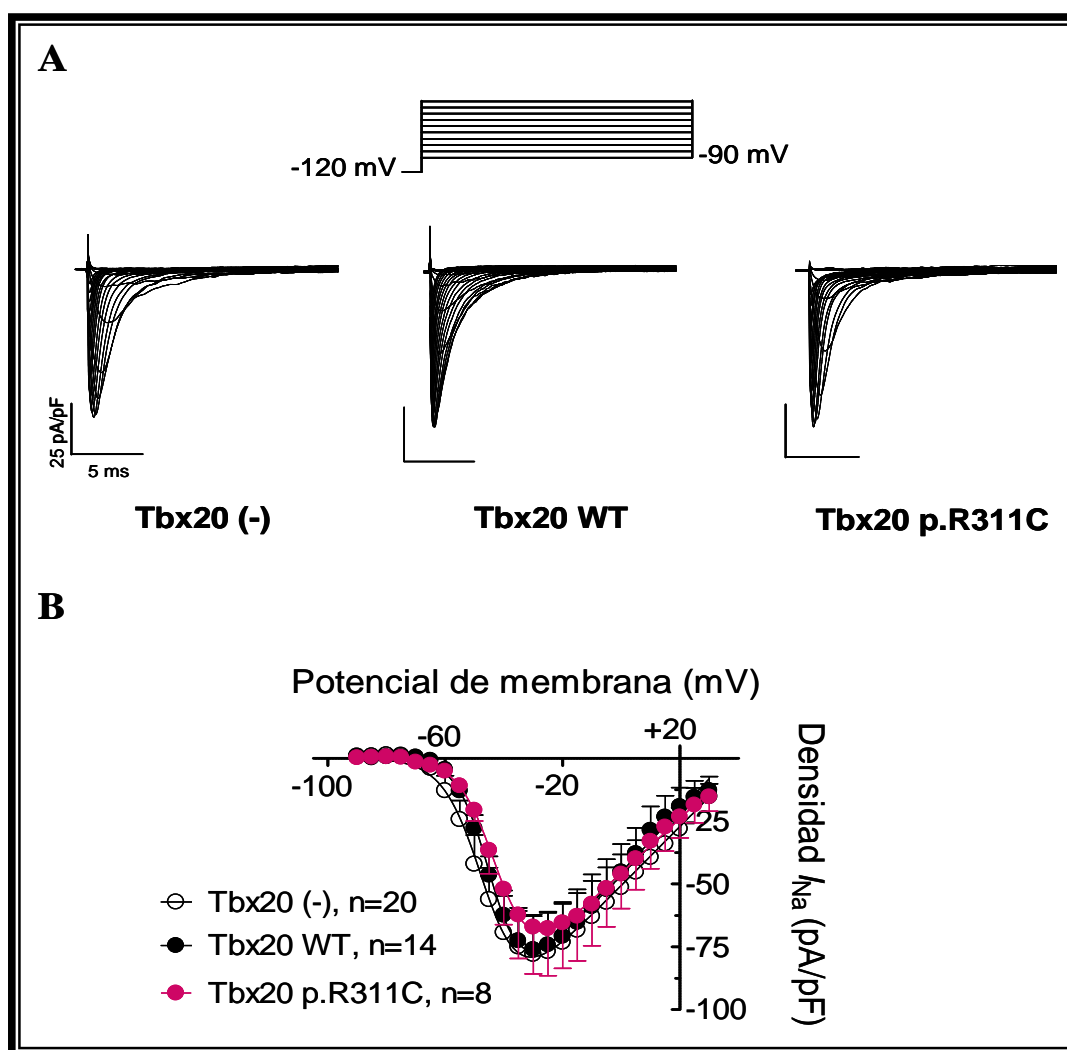 A
-120 mV
-90 mV
25 pA/pF
5 ms
Tbx20 (-)
Tbx20 WT
Tbx20 p.R311C
B
Potencial de membrana (mV)
-100
-60
-20
+20
-25
-50
-75
-100
Densidad INa (pA/pF)
Tbx20 (-), n=20
Tbx20 WT, n=14
Tbx20 p.R311C, n=8